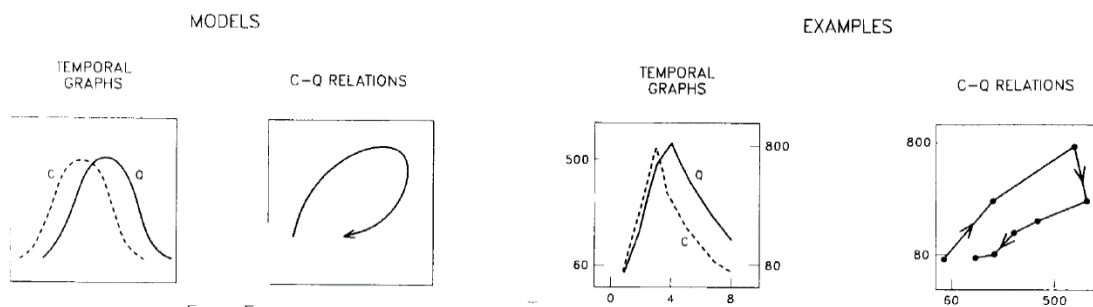 MODELS
EXAMPLES
TEMPORAL
GRAPHS
C-Q RELATIONS
TEMPORAL
GRAPHS
C-Q RELATIONS
C
Q
500
60
Q
C
800
80
0
4
8
800
80
60
500